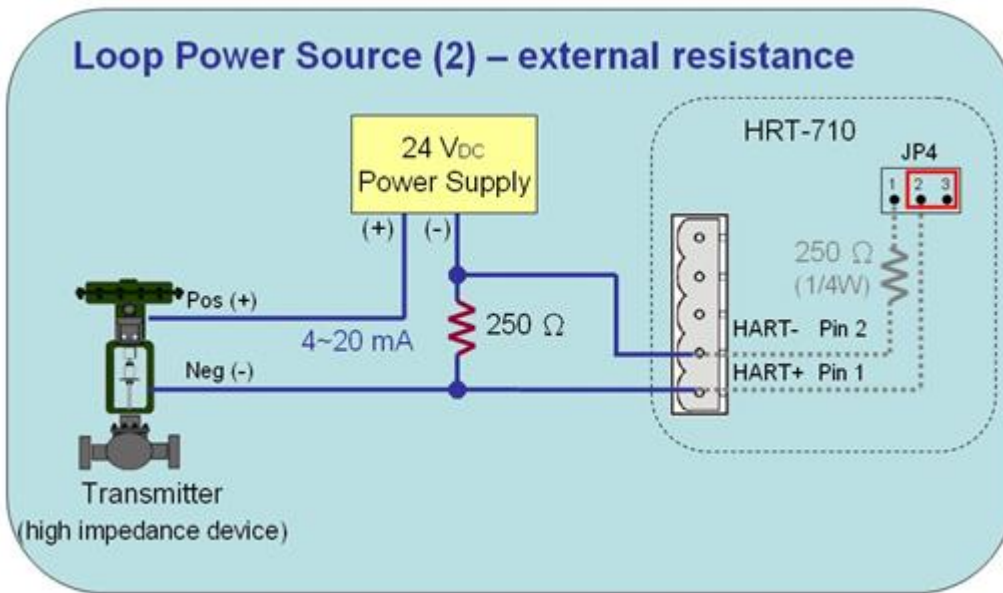 Loop Power Source (2) – external resistance
24 VDC
Power Supply
(+) (-)
HRT-710
JP4
1 2 3
250 Ω
(1/4W)
Pos (+)
4~20 mA
250 Ω
HART- Pin 2
Neg (-)
HART+ Pin 1
Transmitter
(high impedance device)